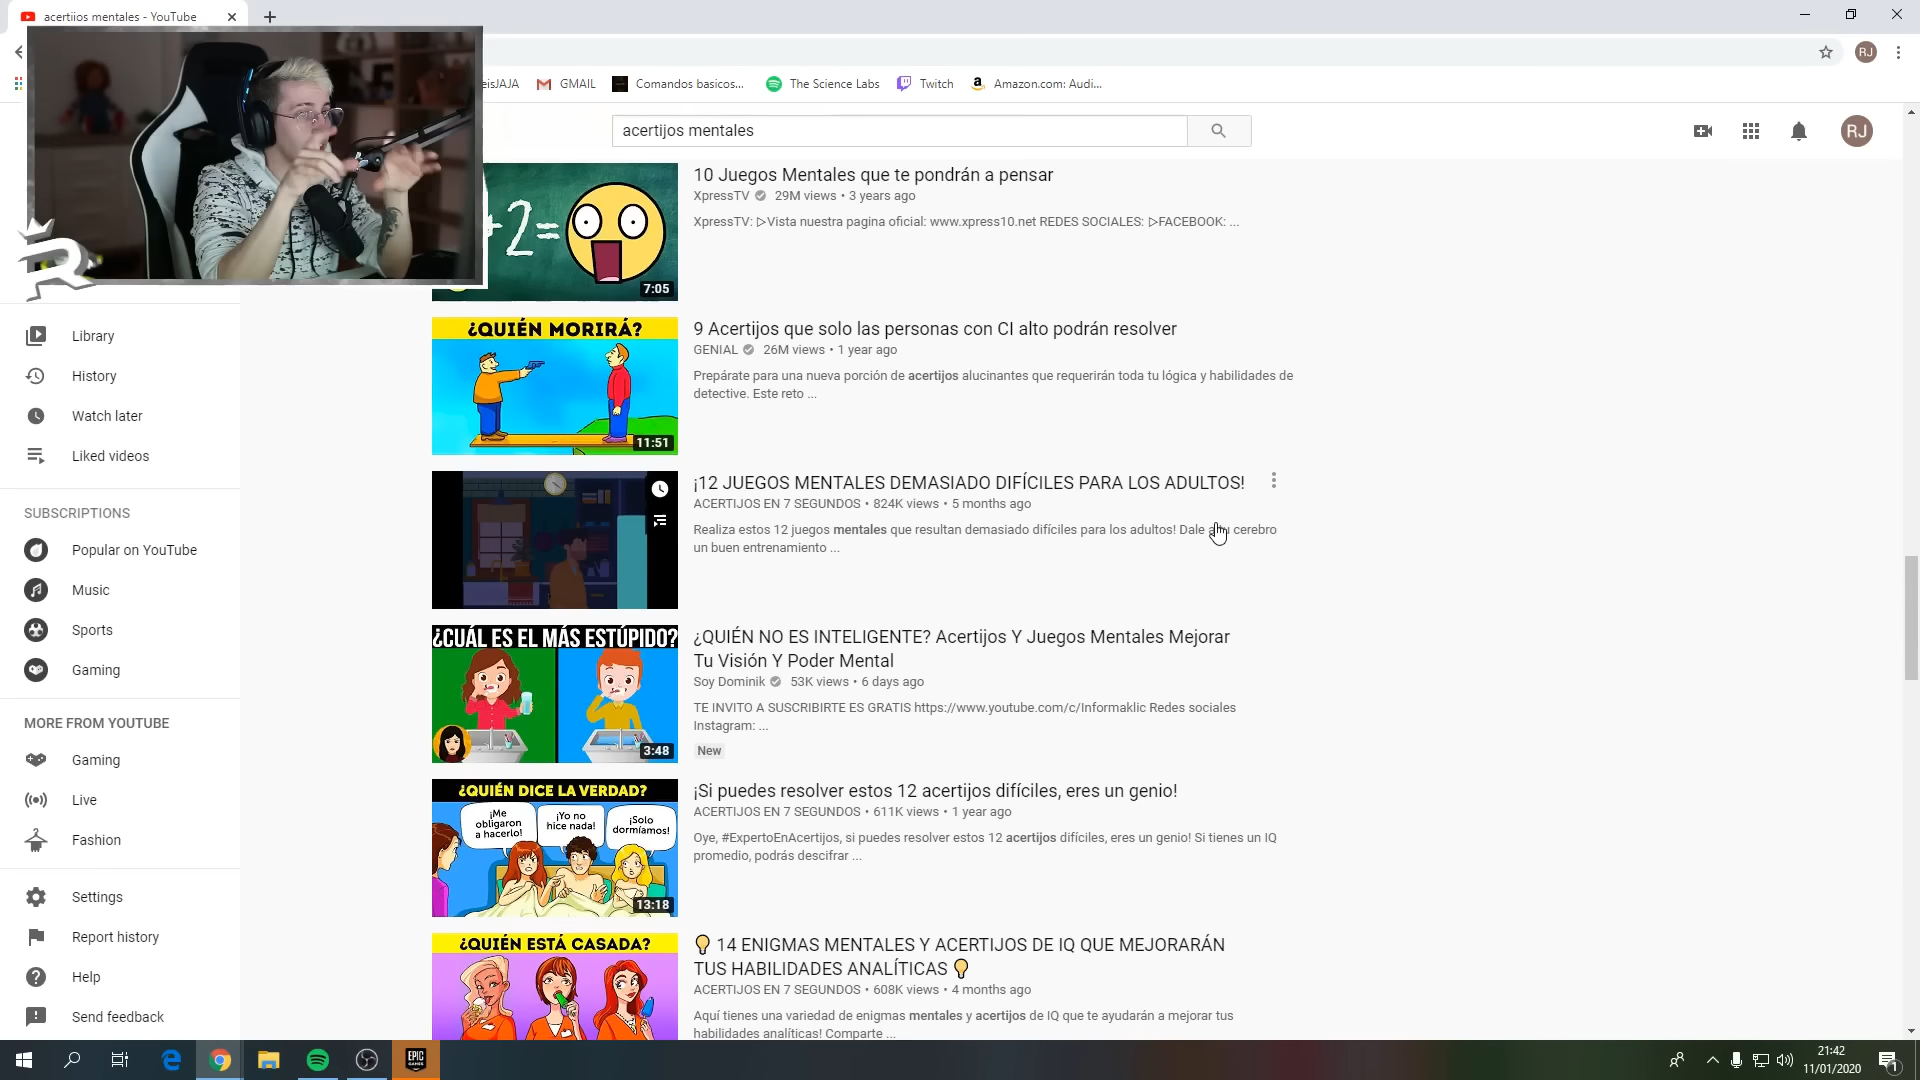 acertiios mentales - YouTube
eisJAJA
GMAIL
Comandos basicos...
The Science Labs
Twitch
Amazon.com: Audi...
RJ
acertijos mentales
RJ
10 Juegos Mentales que te pondrán a pensar
XpressTV 29M views • 3 years ago
XpressTV: ▷Vista nuestra pagina oficial: www.xpress10.net REDES SOCIALES: ▷FACEBOOK: ...
2=
7:05
Library
History
Watch later
Liked videos
SUBSCRIPTIONS
Popular on YouTube
Music
Sports
Gaming
MORE FROM YOUTUBE
Gaming
Live
Fashion
Settings
Report history
Help
Send feedback
¿QUIÉN MORIRÁ?
11:51
9 Acertijos que solo las personas con CI alto podrán resolver
GENIAL 26M views • 1 year ago
Prepárate para una nueva porción de acertijos alucinantes que requerirán toda tu lógica y habilidades de
detective. Este reto ...
¡12 JUEGOS MENTALES DEMASIADO DIFÍCILES PARA LOS ADULTOS!
ACERTIJOS EN 7 SEGUNDOS • 824K views • 5 months ago
Realiza estos 12 juegos mentales que resultan demasiado difíciles para los adultos! Dale cerebro
un buen entrenamiento ...
¿CUÁL ES EL MÁS ESTÚPIDO?
3:48
¿QUIÉN NO ES INTELIGENTE? Acertijos Y Juegos Mentales Mejorar
Tu Visión Y Poder Mental
Soy Dominik 53K views • 6 days ago
TE INVITO A SUSCRIBIRTE ES GRATIS https://www.youtube.com/c/Informaklic Redes sociales
Instagram: ...
New
¿QUIÉN DICE LA VERDAD?
¡Me
obligaron
a hacerlo!
¡Yo no
hice nada!
¡Solo
dormíamos!
13:18
¡Si puedes resolver estos 12 acertijos difíciles, eres un genio!
ACERTIJOS EN 7 SEGUNDOS • 611K views • 1 year ago
Oye, #ExpertoEnAcertijos, si puedes resolver estos 12 acertijos difíciles, eres un genio! Si tienes un IQ
promedio, podrás descifrar ...
¿QUIÉN ESTÁ CASADA?
💡 14 ENIGMAS MENTALES Y ACERTIJOS DE IQ QUE MEJORARÁN
TUS HABILIDADES ANALÍTICAS 💡
ACERTIJOS EN 7 SEGUNDOS • 608K views • 4 months ago
Aquí tienes una variedad de enigmas mentales y acertijos de IQ que te ayudarán a mejorar tus
habilidades analíticas! Comparte ...
EPIC
GAMES
21:42
11/01/2020
1